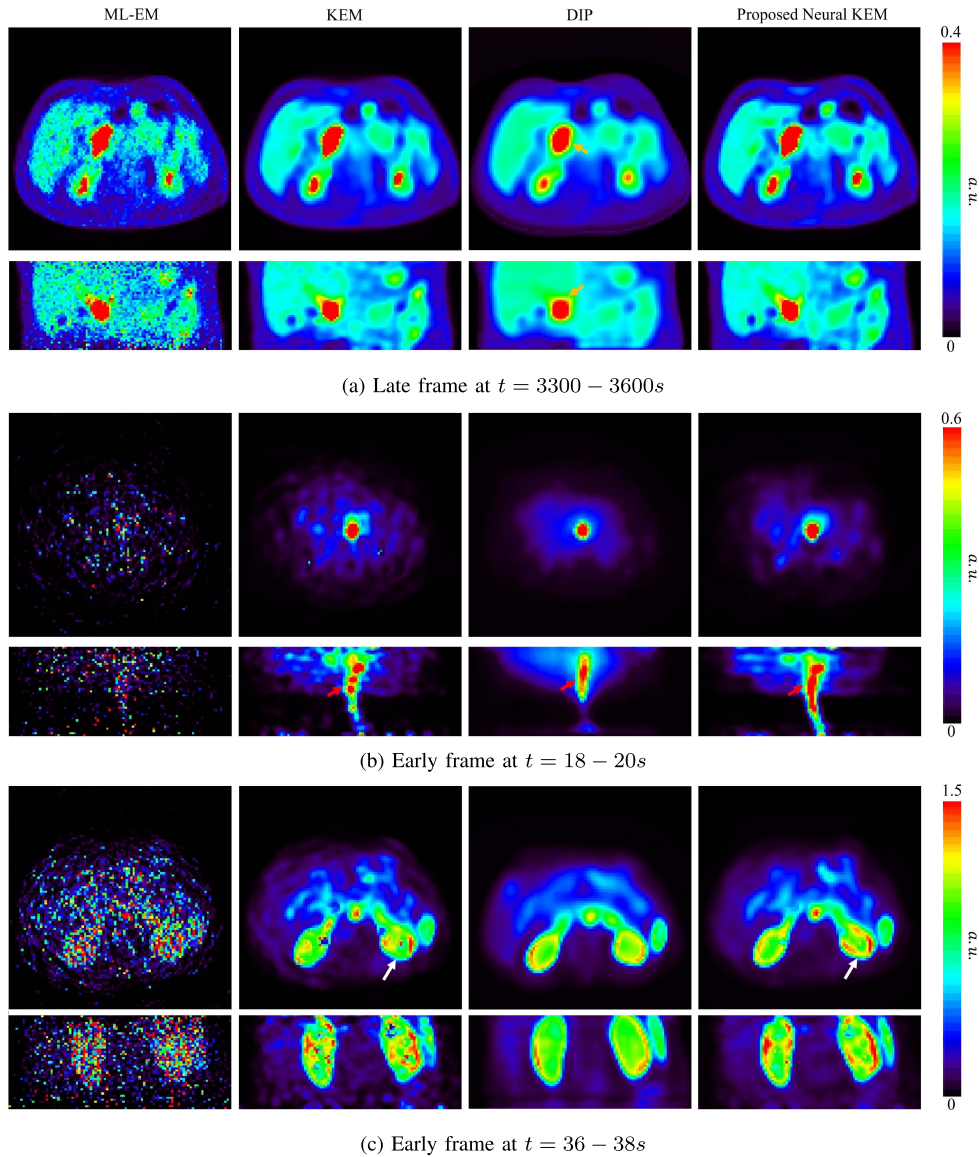 ML-EM KEM DIP Proposed Neural KEM
0.4
a.u.
0
(a) Late frame at t = 3300 − 3600s
0.6
a.u.
0
(b) Early frame at t = 18 − 20s
1.5
a.u.
0
(c) Early frame at t = 36 − 38s